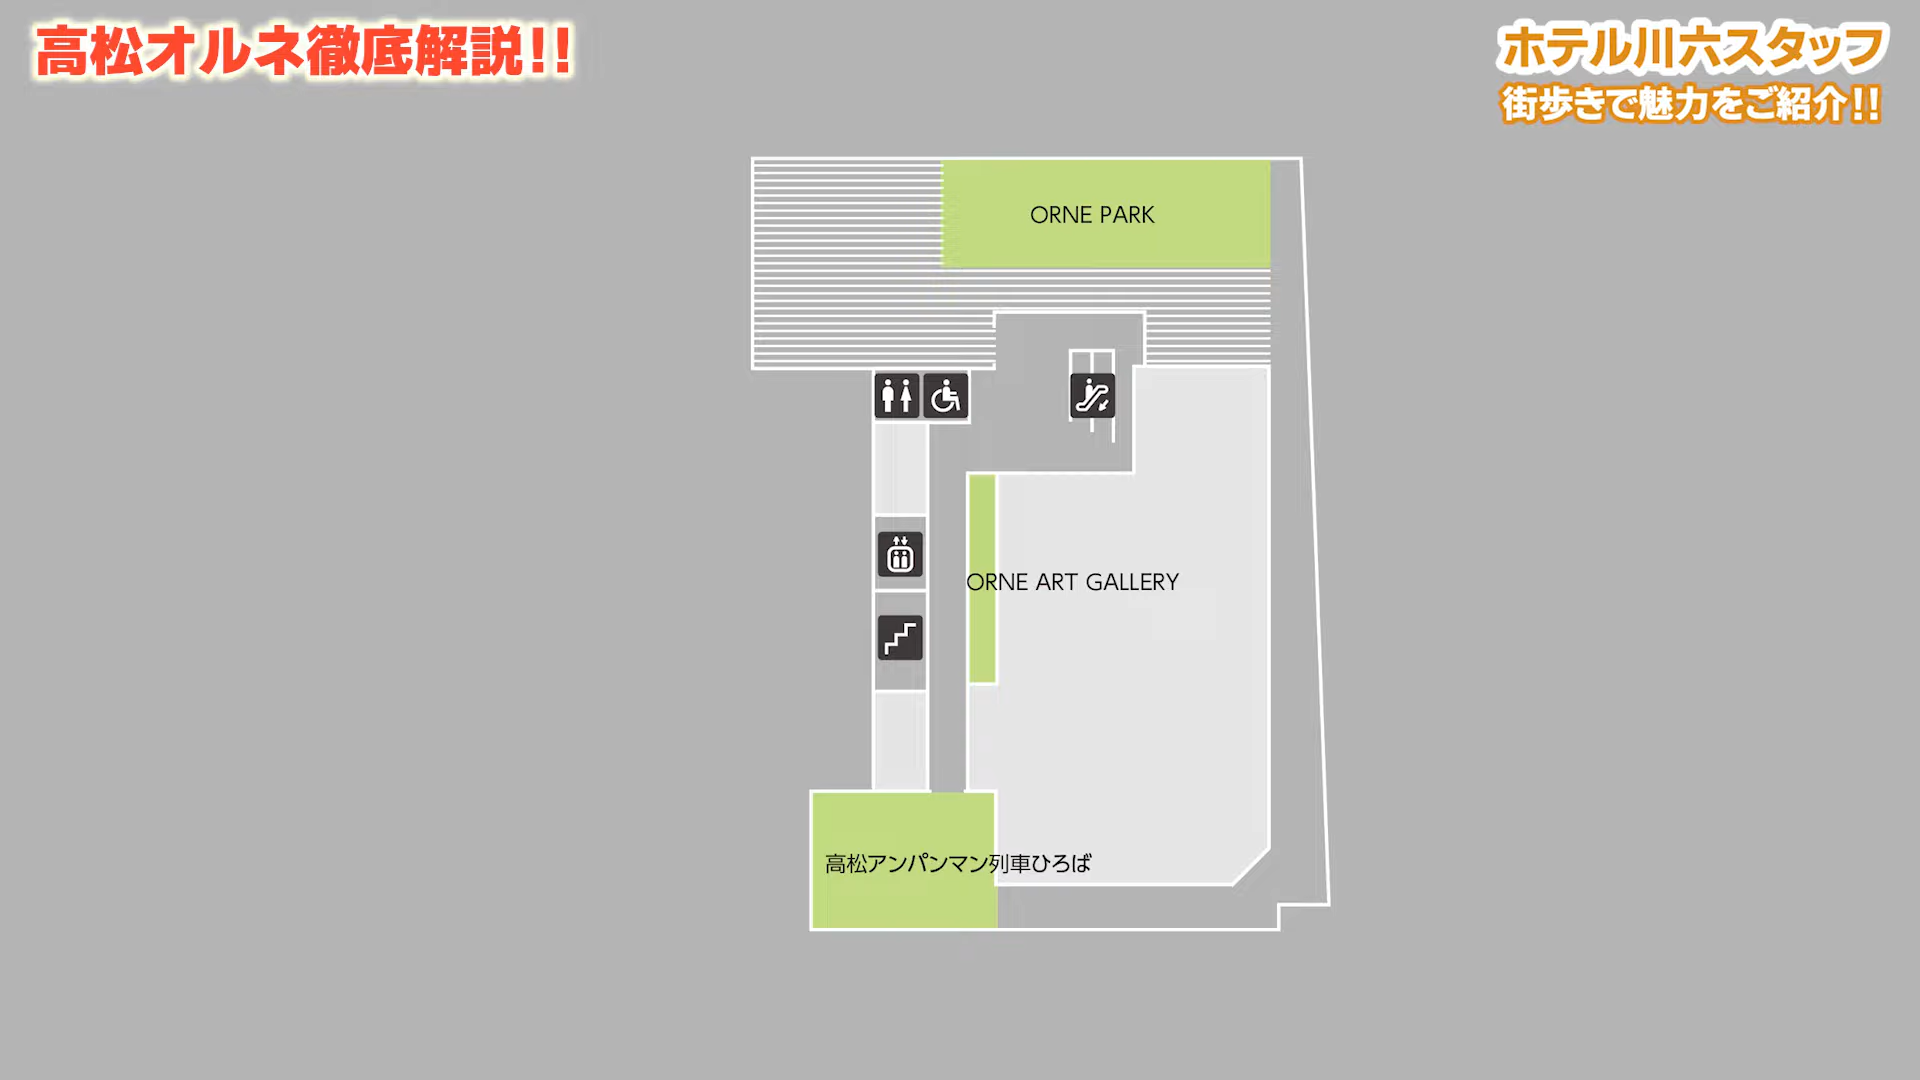 高松オルネ徹底解説!!
ホテル川六スタッフ
街歩きで魅力をご紹介!!
ORNE PARK
ORNE ART GALLERY
高松アンパンマン列車ひろば